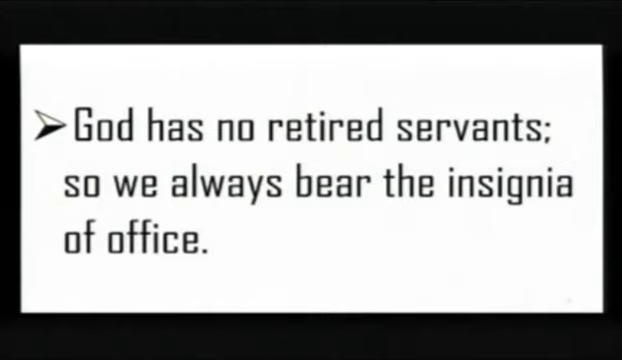 ➢God has no retired servants;
so we always bear the insignia
of office.